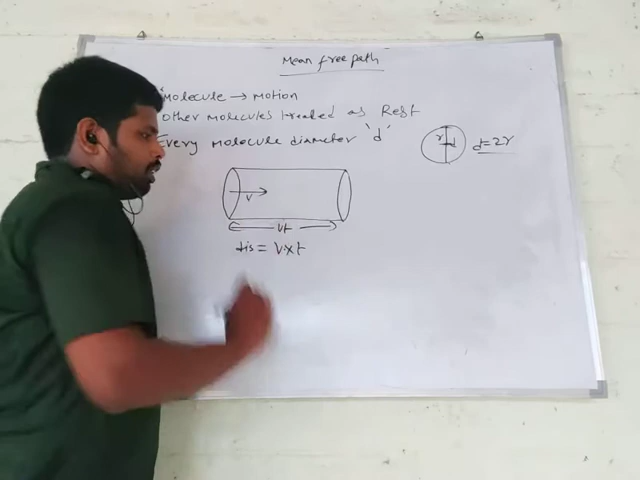 Mean free path
Molecule → motion
other molecules treated as Rest
Every molecule diameter 'd'
r d d=2r
v
vt
dis = v×t